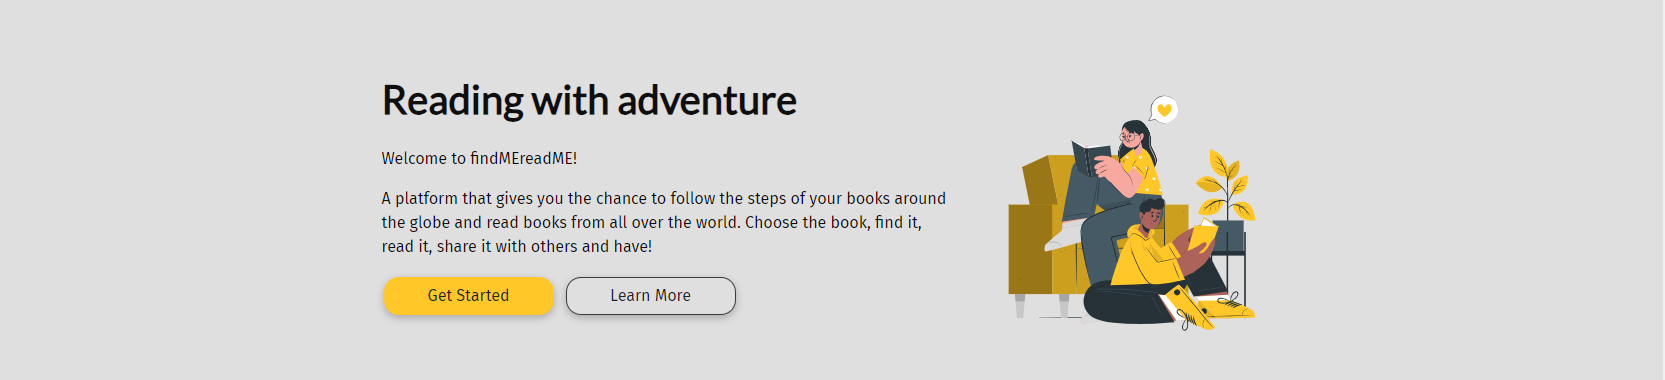 Reading with adventure
Welcome to findMEreadME!
A platform that gives you the chance to follow the steps of your books around
the globe and read books from all over the world. Choose the book, find it,
read it, share it with others and have!
Get Started
Learn More